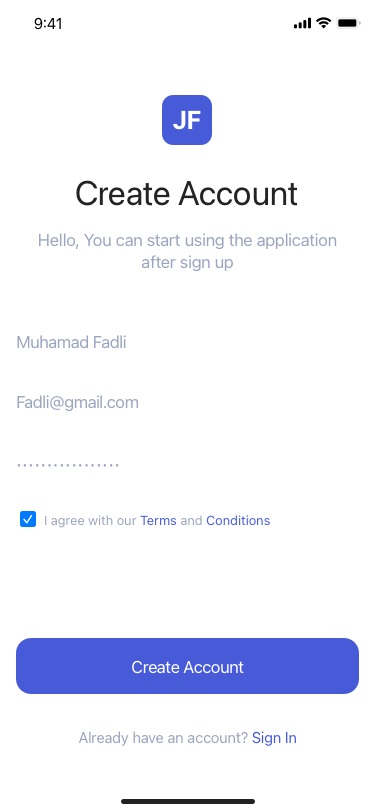 9:41
JF
Create Account
Hello, You can start using the application
after sign up
Muhamad Fadli
Fadli@gmail.com
.................
I agree with our Terms and Conditions
Create Account
Already have an account? Sign In